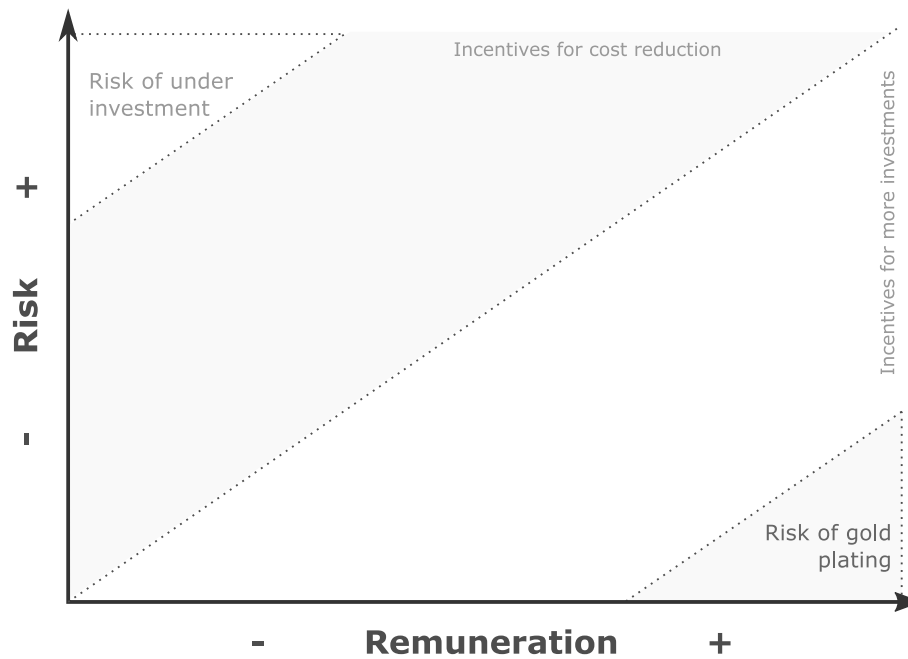 Incentives for cost reduction
Risk of under
investment
Incentives for more investments
+
Risk
-
Risk of gold
plating
- Remuneration +